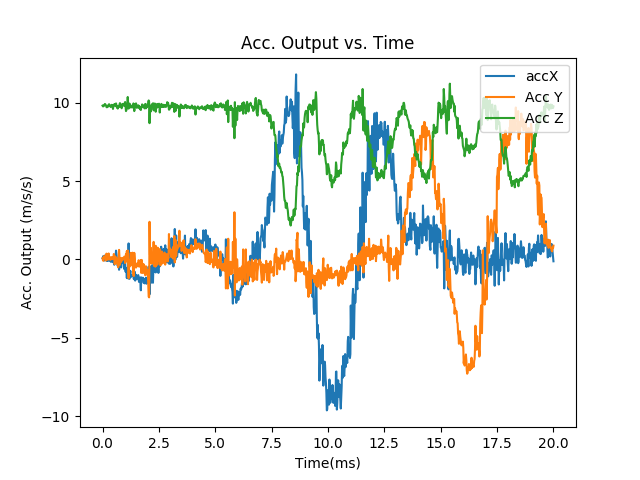 Acc. Output vs. Time
accX
Acc Y
Acc Z
10
5
0
−5
−10
Acc. Output (m/s/s)
0.0 2.5 5.0 7.5 10.0 12.5 15.0 17.5 20.0
Time(ms)